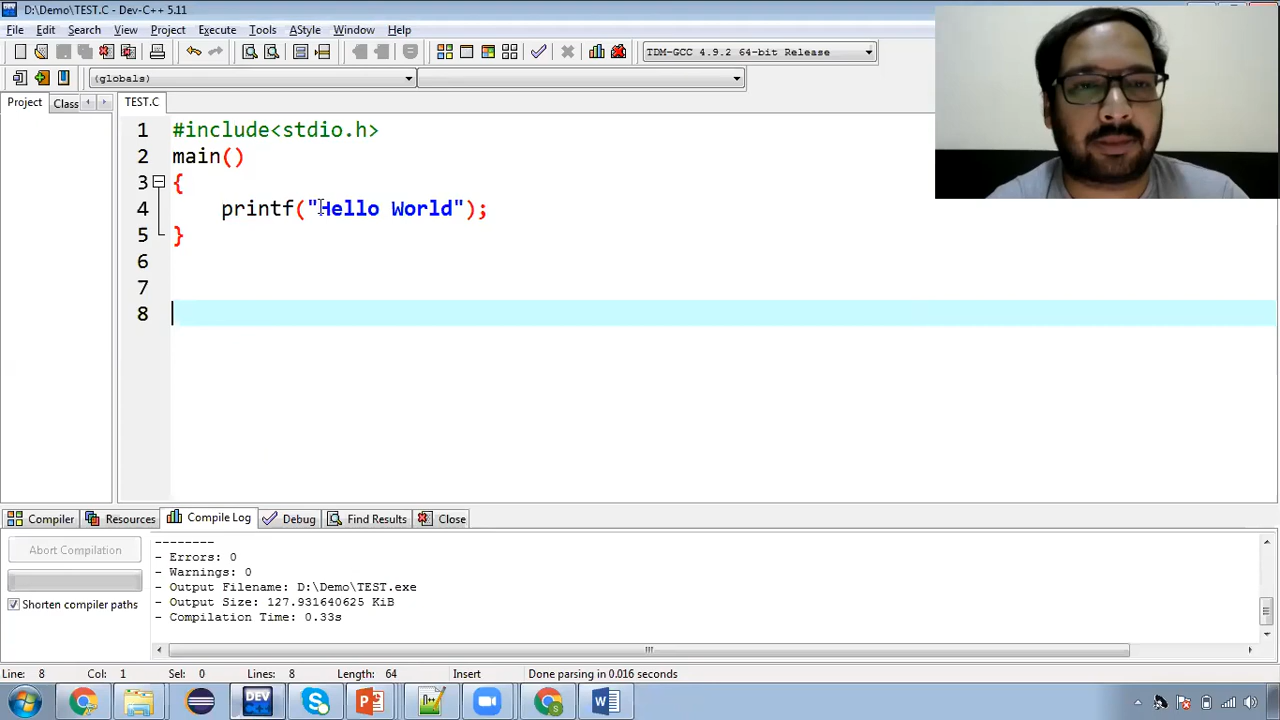 D:\Demo\TEST.C - Dev-C++ 5.11
File Edit Search View Project Execute Tools AStyle Window Help
TDM-GCC 4.9.2 64-bit Release
(globals)
Project Class TEST.C
1 #include<stdio.h>
2 main()
3 {
4 printf("Hello World");
5 }
6
7
8
Compiler Resources Compile Log Debug Find Results Close
Abort Compilation
Shorten compiler paths
--------
- Errors: 0
- Warnings: 0
- Output Filename: D:\Demo\TEST.exe
- Output Size: 127.931640625 KiB
- Compilation Time: 0.33s
Line: 8 Col: 1 Sel: 0 Lines: 8 Length: 64 Insert Done parsing in 0.016 seconds
DEV C++